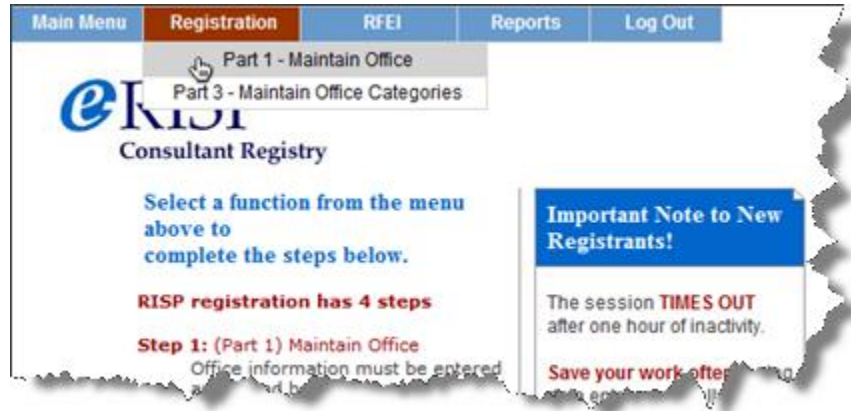 Main Menu Registration RFEI Reports Log Out
Part 1 - Maintain Office
Part 3 - Maintain Office Categories
eRISP
Consultant Registry
Select a function from the menu
above to
complete the steps below.
RISP registration has 4 steps
Step 1: (Part 1) Maintain Office
Office information must be entered
Important Note to New
Registrants!
The session TIMES OUT
after one hour of inactivity.
Save your work often